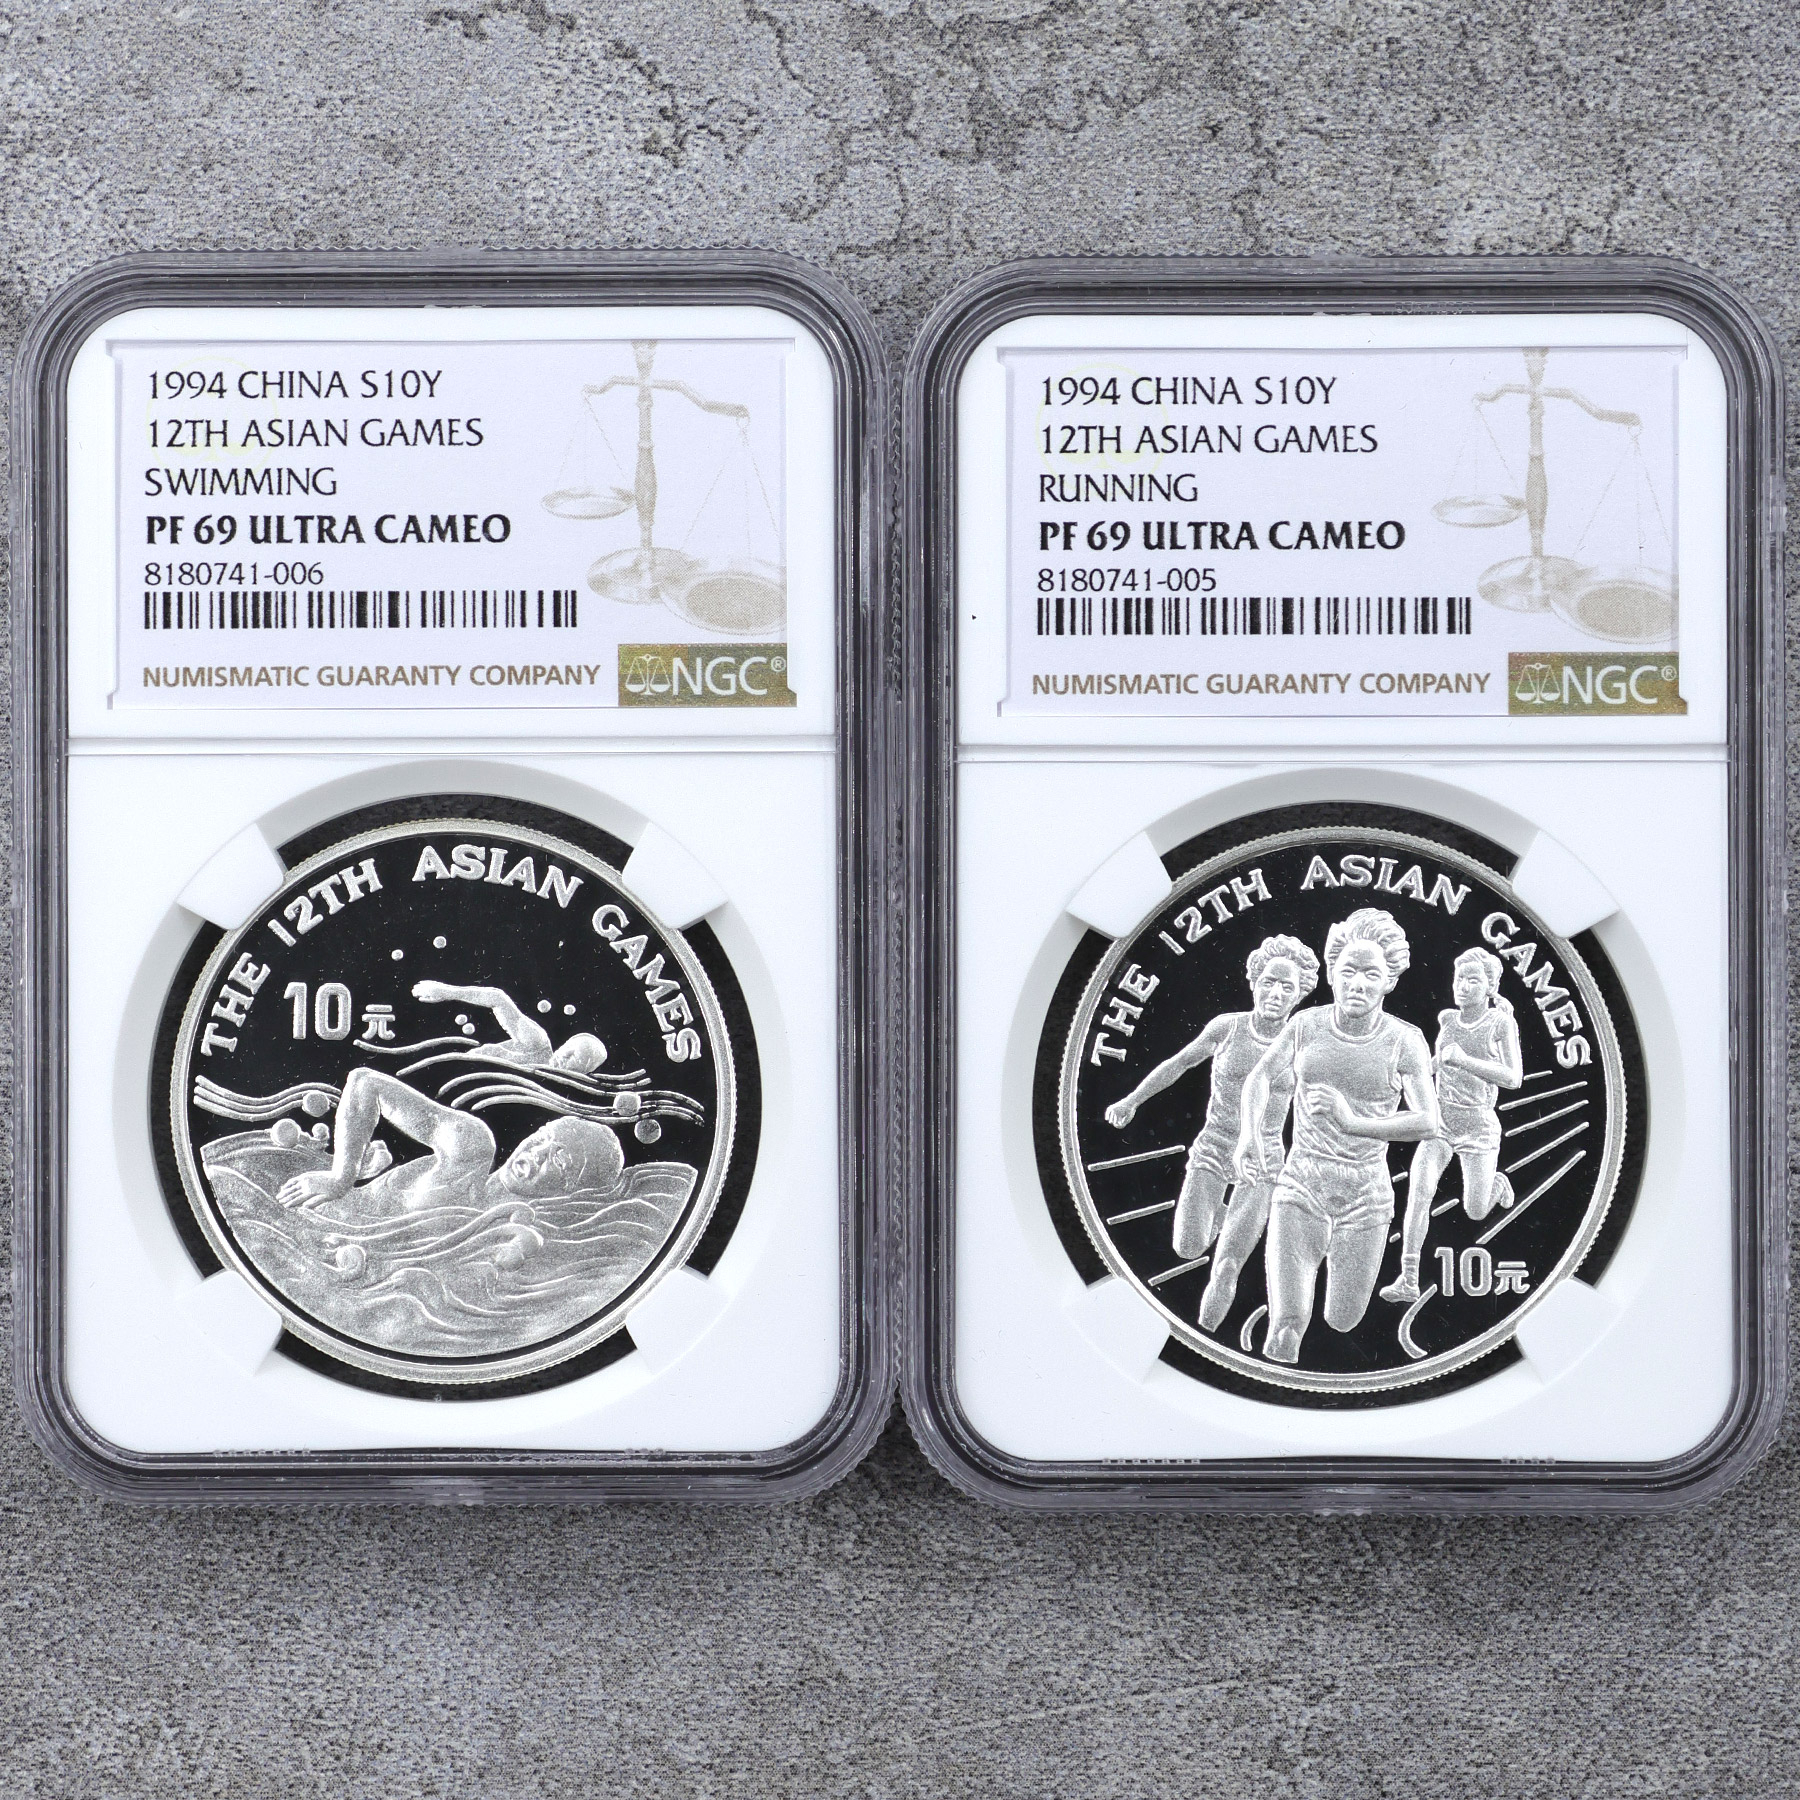 1994 CHINA S10Y
12TH ASIAN GAMES
SWIMMING
PF 69 ULTRA CAMEO
8180741-006
NUMISMATIC GUARANTY COMPANY
NGC®
THE 12TH ASIAN GAMES
10元
1994 CHINA S10Y
12TH ASIAN GAMES
RUNNING
PF 69 ULTRA CAMEO
8180741-005
NUMISMATIC GUARANTY COMPANY
NGC®
THE 12TH ASIAN GAMES
10元